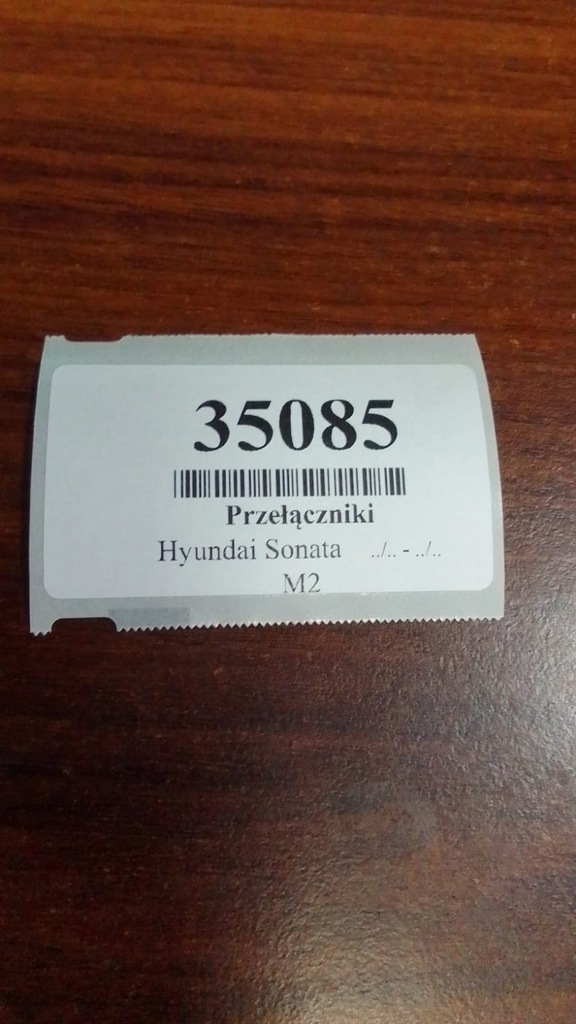 35085
Przełączniki
Hyundai Sonata ../.. - ../..
M2